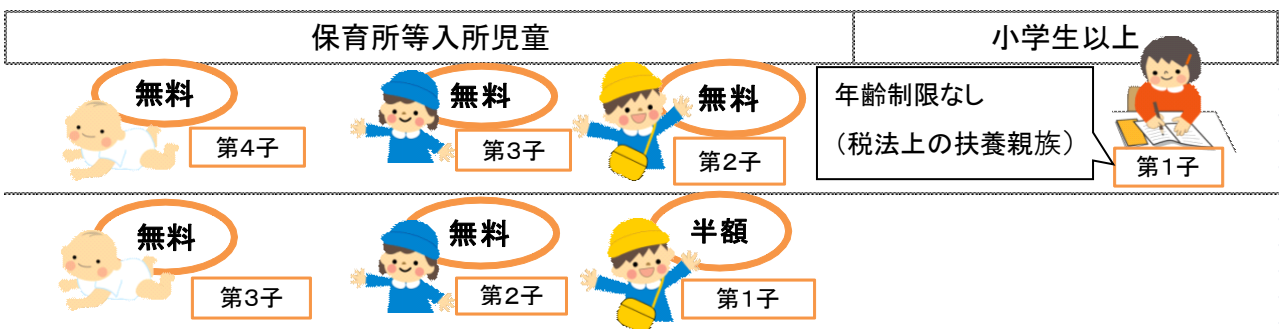 保育所等入所児童
小学生以上
無料
第4子
無料
第3子
無料
第2子
年齢制限なし
（税法上の扶養親族）
第1子
無料
第3子
無料
第2子
半額
第1子